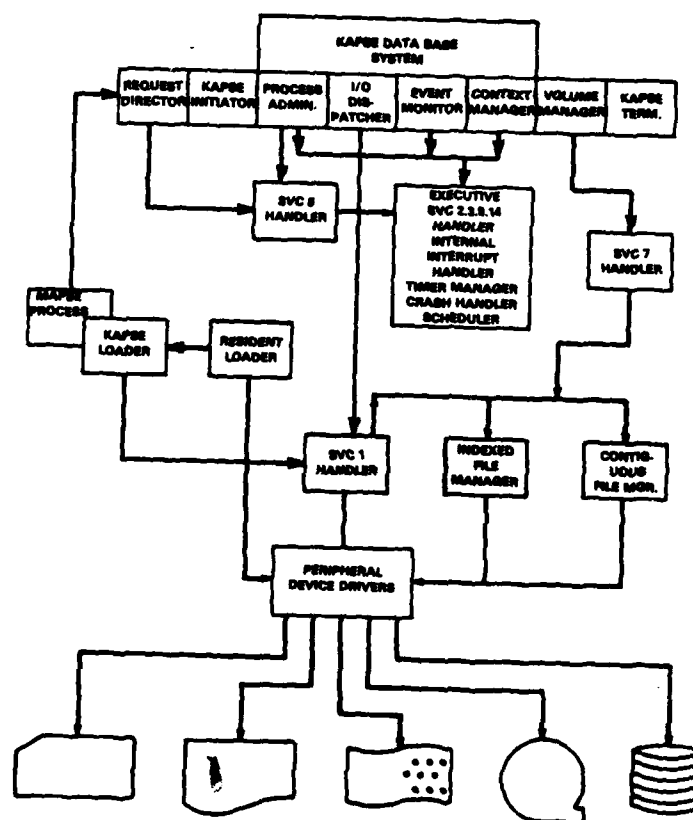 KAPSE DATA BASE
SYSTEM
REQUEST
DIRECTOR
KAPSE
INITIATOR
PROCESS
ADMIN.
I/O
DIS-
PATCHER
EVENT
MONITOR
CONTEXT
MANAGER
VOLUME
MANAGER
KAPSE
TERM.
SVC 6
HANDLER
EXECUTIVE
SVC 2.3.9.14
HANDLER
INTERNAL
INTERRUPT
HANDLER
TIMER MANAGER
CRASH HANDLER
SCHEDULER
SVC 7
HANDLER
MAPSE
PROCESS
KAPSE
LOADER
RESIDENT
LOADER
SVC 1
HANDLER
INDEXED
FILE
MANAGER
CONTIG-
UOUS
FILE MGR.
PERIPHERAL
DEVICE DRIVERS